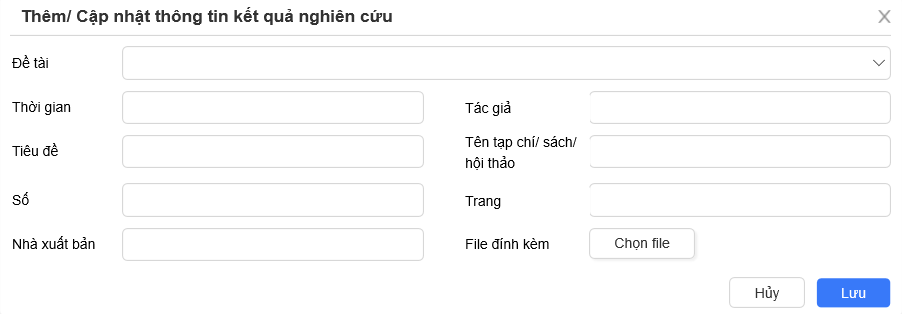 Thêm/ Cập nhật thông tin kết quả nghiên cứu X
Đề tài
Thời gian
Tác giả
Tiêu đề
Tên tạp chí/ sách/
hội thảo
Số
Trang
Nhà xuất bản
File đính kèm
Chọn file
Hủy
Lưu